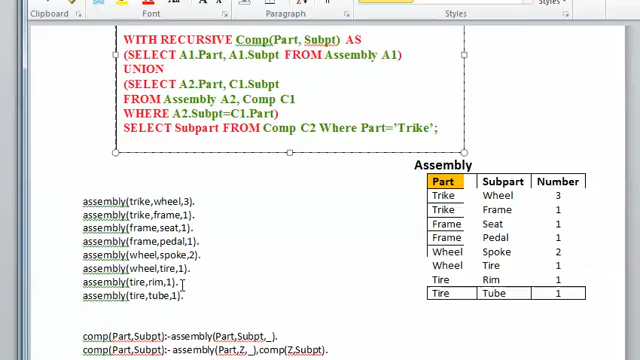 Font
Paragraph
Styles
WITH RECURSIVE Comp(Part, Subpt) AS
(SELECT A1.Part, A1.Subpt FROM Assembly A1)
UNION
(SELECT A2.Part, C1.Subpt
FROM Assembly A2, Comp C1
WHERE A2.Subpt=C1.Part)
SELECT Subpart FROM Comp C2 Where Part=’Trike’;
Assembly
Part Subpart Number
Trike Wheel 3
Trike Frame 1
Frame Seat 1
Frame Pedal 1
Wheel Spoke 2
Wheel Tire 1
Tire Rim 1
Tire Tube 1
assembly(trike,wheel,3).
assembly(trike,frame,1).
assembly(frame,seat,1).
assembly(frame,pedal,1).
assembly(wheel,spoke,2).
assembly(wheel,tire,1).
assembly(tire,rim,1).
assembly(tire,tube,1).
comp(Part,Subpt):-assembly(Part,Subpt,_).
comp(Part,Subpt):- assembly(Part,Z,_),comp(Z,Subpt).